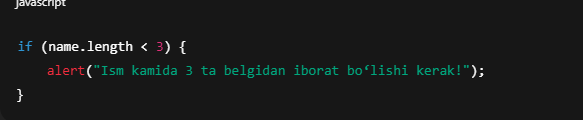 javascript
if (name.length < 3) {
    alert("Ism kamida 3 ta belgidan iborat bo‘lishi kerak!");
}